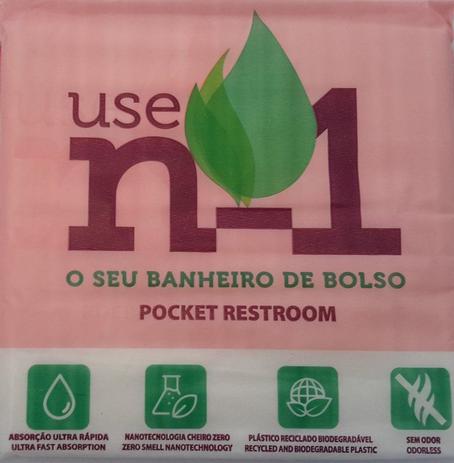 use
n-1
O SEU BANHEIRO DE BOLSO
POCKET RESTROOM
ABSORÇÃO ULTRA RÁPIDA
ULTRA FAST ABSORPTION
NANOTECNOLOGIA CHEIRO ZERO
ZERO SMELL NANOTECHNOLOGY
PLÁSTICO RECICLADO BIODEGRADÁVEL
RECYCLED AND BIODEGRADABLE PLASTIC
SEM ODOR
ODORLESS